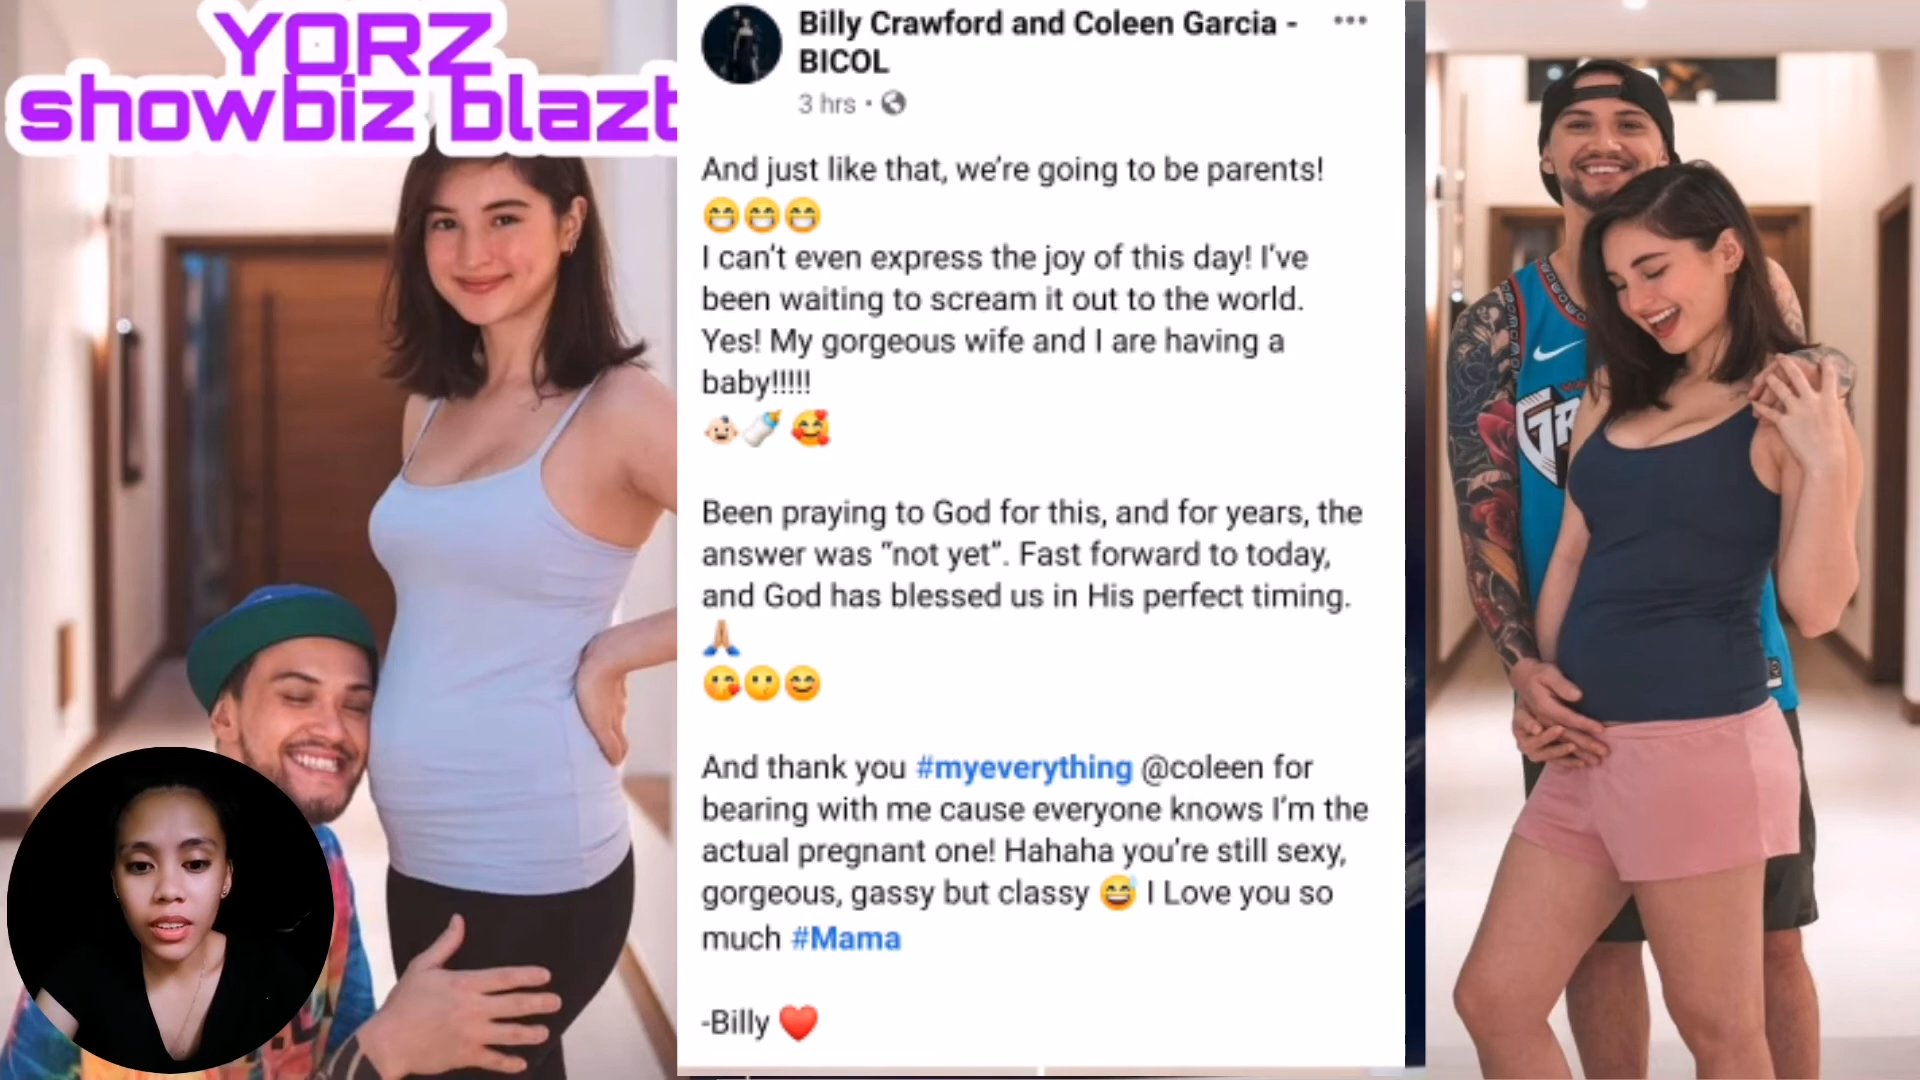 YORZ
showbiz blazt
Billy Crawford and Coleen Garcia -
BICOL
3 hrs •
And just like that, we’re going to be parents!
😁😁😁
I can’t even express the joy of this day! I’ve
been waiting to scream it out to the world.
Yes! My gorgeous wife and I are having a
baby!!!!!
👶🏻🍼🥰
Been praying to God for this, and for years, the
answer was “not yet”. Fast forward to today,
and God has blessed us in His perfect timing.
🙏🏼
😘😗😊
And thank you #myeverything @coleen for
bearing with me cause everyone knows I’m the
actual pregnant one! Hahaha you’re still sexy,
gorgeous, gassy but classy 😅 I Love you so
much #Mama
-Billy ❤️